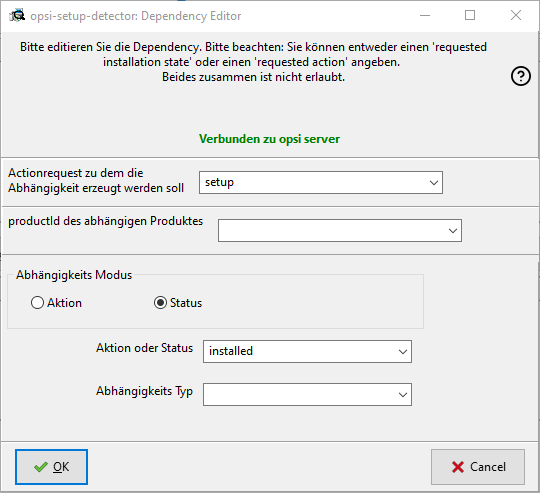 opsi-setup-detector: Dependency Editor
Bitte editieren Sie die Dependency. Bitte beachten: Sie können entweder einen 'requested
installation state' oder einen 'requested action' angeben.
Beides zusammen ist nicht erlaubt.
?
Verbunden zu opsi server
Actionrequest zu dem die
Abhängigkeit erzeugt werden soll
setup
productId des abhängigen Produktes
Abhängigkeits Modus
Aktion
Status
Aktion oder Status
installed
Abhängigkeits Typ
OK
Cancel